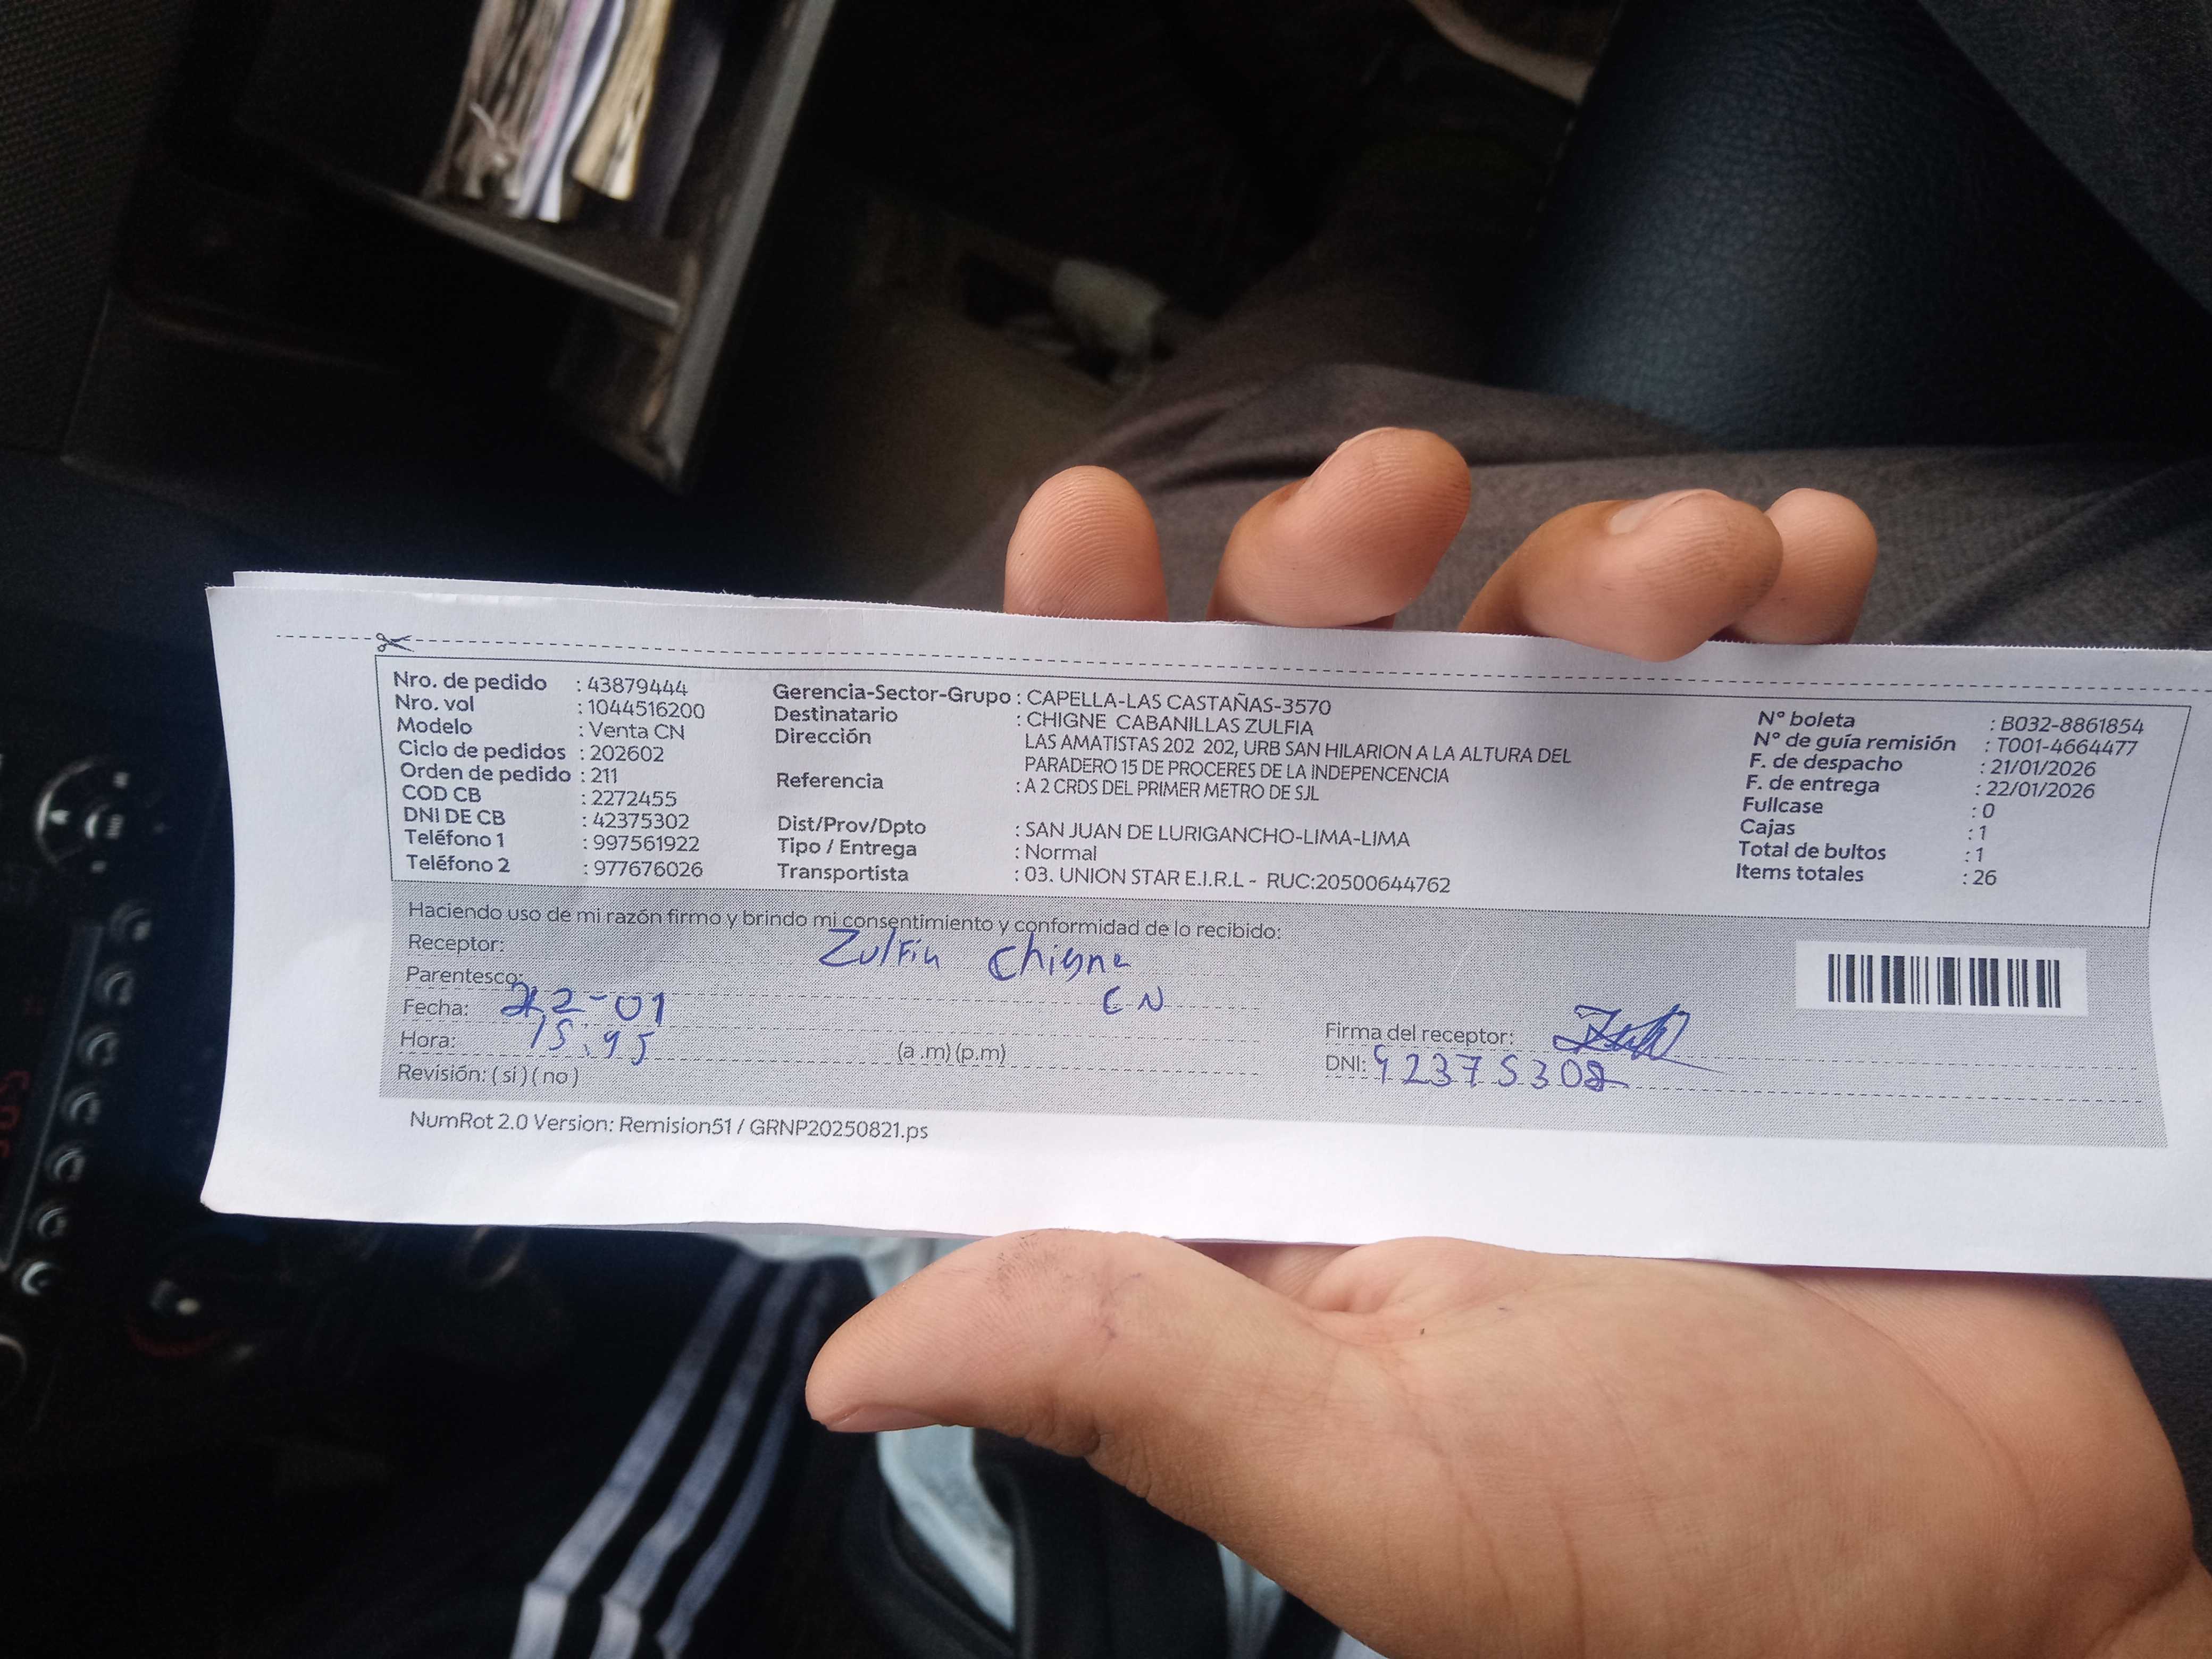 Nro. de pedido : 43879444
Nro. vol : 1044516200
Modelo : Venta CN
Ciclo de pedidos : 202602
Orden de pedido : 211
COD CB : 2272455
DNI DE CB : 42375302
Teléfono 1 : 997561922
Teléfono 2 : 977676026
Gerencia-Sector-Grupo : CAPELLA-LAS CASTAÑAS-3570
Destinatario : CHIGNE CABANILLAS ZULFIA
Dirección LAS AMATISTAS 202 202, URB SAN HILARION A LA ALTURA DEL
PARADERO 15 DE PROCERES DE LA INDEPENCENCIA
Referencia : A 2 CRDS DEL PRIMER METRO DE SJL
Dist/Prov/Dpto : SAN JUAN DE LURIGANCHO-LIMA-LIMA
Tipo / Entrega : Normal
Transportista : 03. UNION STAR E.I.R.L - RUC:20500644762
N° boleta : B032-8861854
N° de guía remisión : T001-4664477
F. de despacho : 21/01/2026
F. de entrega : 22/01/2026
Fullcase : 0
Cajas : 1
Total de bultos : 1
Items totales : 26
Haciendo uso de mi razón firmo y brindo mi consentimiento y conformidad de lo recibido:
Receptor: Zulfia Chigne
Parentesco: CN
Fecha: 22-01
Hora: 15:45 (a .m) (p.m)
Revisión: ( si ) ( no )
Firma del receptor:
DNI: 42375302
NumRot 2.0 Version: Remision51 / GRNP20250821.ps